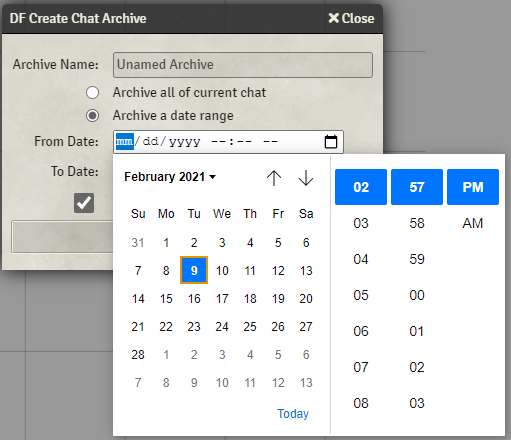 DF Create Chat Archive Close
Archive Name: Unamed Archive
Archive all of current chat
Archive a date range
From Date: mm/dd/yyyy --:-- --
To Date:
February 2021
Su Mo Tu We Th Fr Sa
31 1 2 3 4 5 6
7 8 9 10 11 12 13
14 15 16 17 18 19 20
21 22 23 24 25 26 27
28 1 2 3 4 5 6
7 8 9 10 11 12 13
Today
02 57 PM
03 58 AM
04 59
05 00
06 01
07 02
08 03